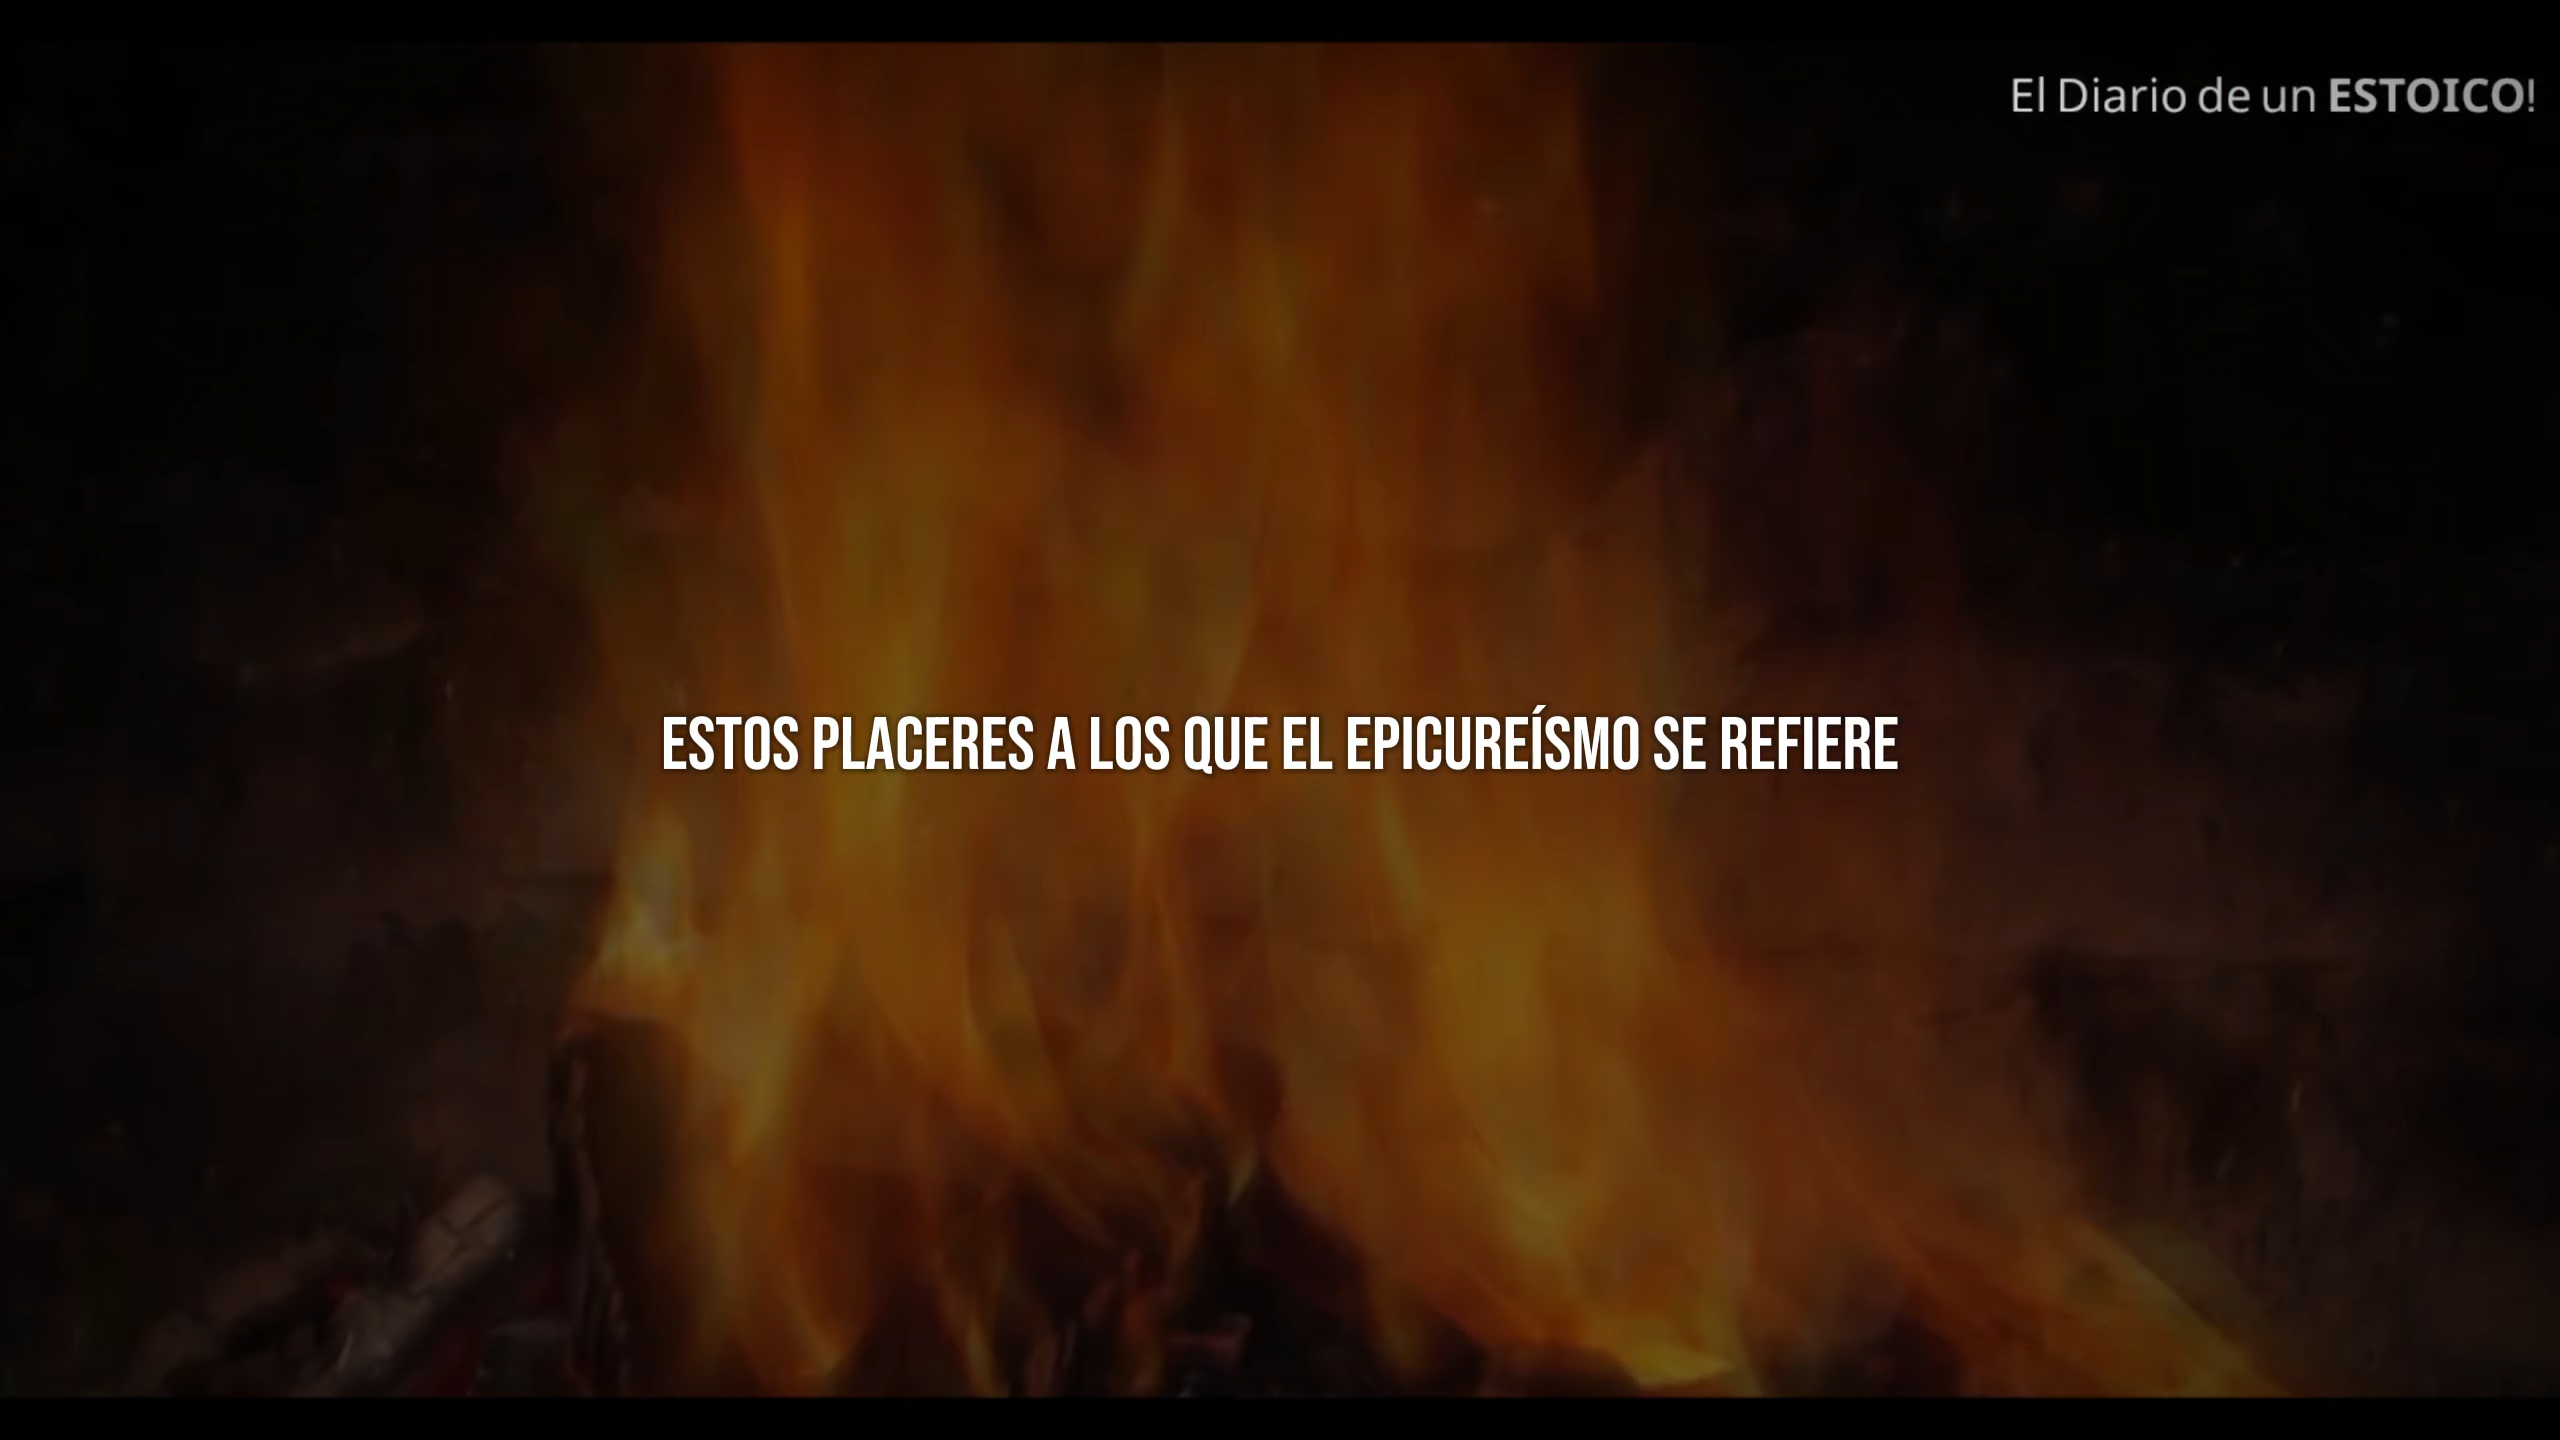 El Diario de un ESTOICO!
ESTOS PLACERES A LOS QUE EL EPICUREÍSMO SE REFIERE